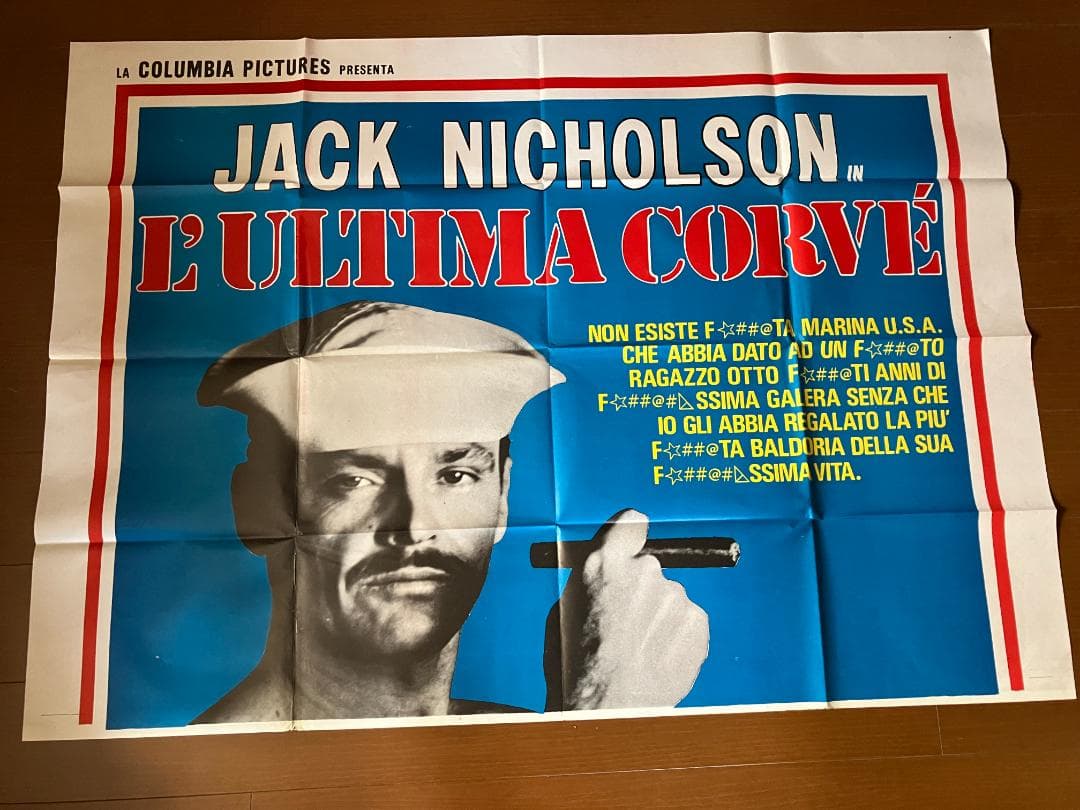 LA COLUMBIA PICTURES PRESENTA
JACK NICHOLSON IN
L'ULTIMA CORVÉ
NON ESISTE F☆##@TA MARINA U.S.A.
CHE ABBIA DATO AD UN F☆##@TO
RAGAZZO OTTO F☆##@TI ANNI DI
F☆##@#◺SSIMA GALERA SENZA CHE
IO GLI ABBIA REGALATO LA PIU'
F☆##@TA BALDORIA DELLA SUA
F☆##@#◺SSIMA VITA.